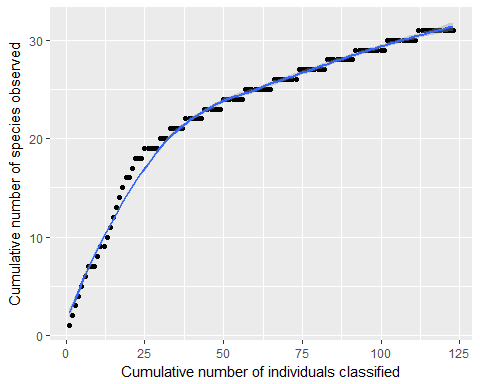 Cumulative number of species observed
30
20
10
0
0 25 50 75 100 125
Cumulative number of individuals classified